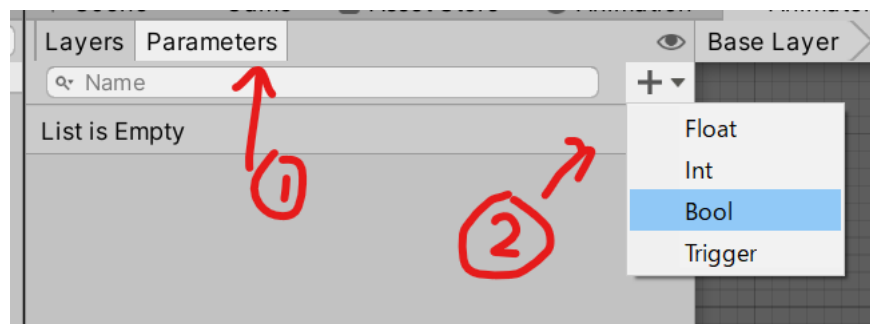 Layers Parameters Base Layer
Name
List is Empty
Float
Int
Bool
Trigger
1
2